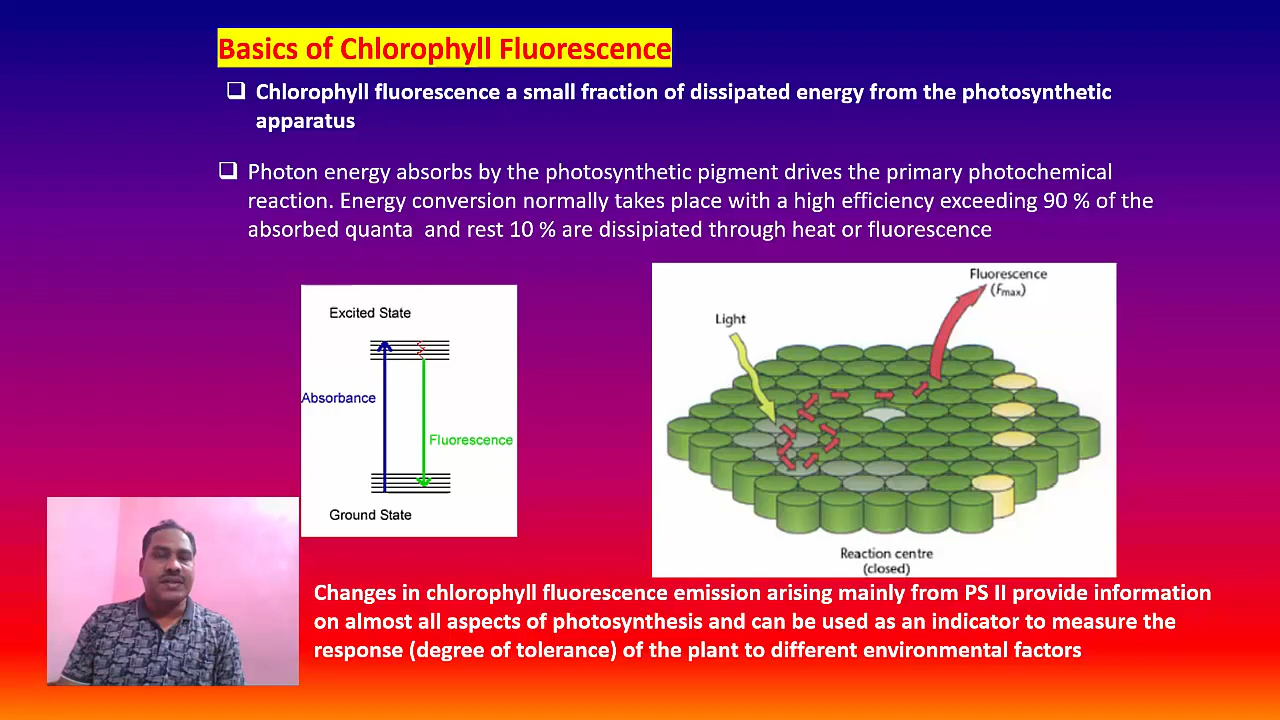 Basics of Chlorophyll Fluorescence
Chlorophyll fluorescence a small fraction of dissipated energy from the photosynthetic
apparatus
Photon energy absorbs by the photosynthetic pigment drives the primary photochemical
reaction. Energy conversion normally takes place with a high efficiency exceeding 90 % of the
absorbed quanta and rest 10 % are dissipiated through heat or fluorescence
Excited State
Absorbance
Fluorescence
Ground State
Fluorescence
(Fmax)
Light
Reaction centre
(closed)
Changes in chlorophyll fluorescence emission arising mainly from PS II provide information
on almost all aspects of photosynthesis and can be used as an indicator to measure the
response (degree of tolerance) of the plant to different environmental factors